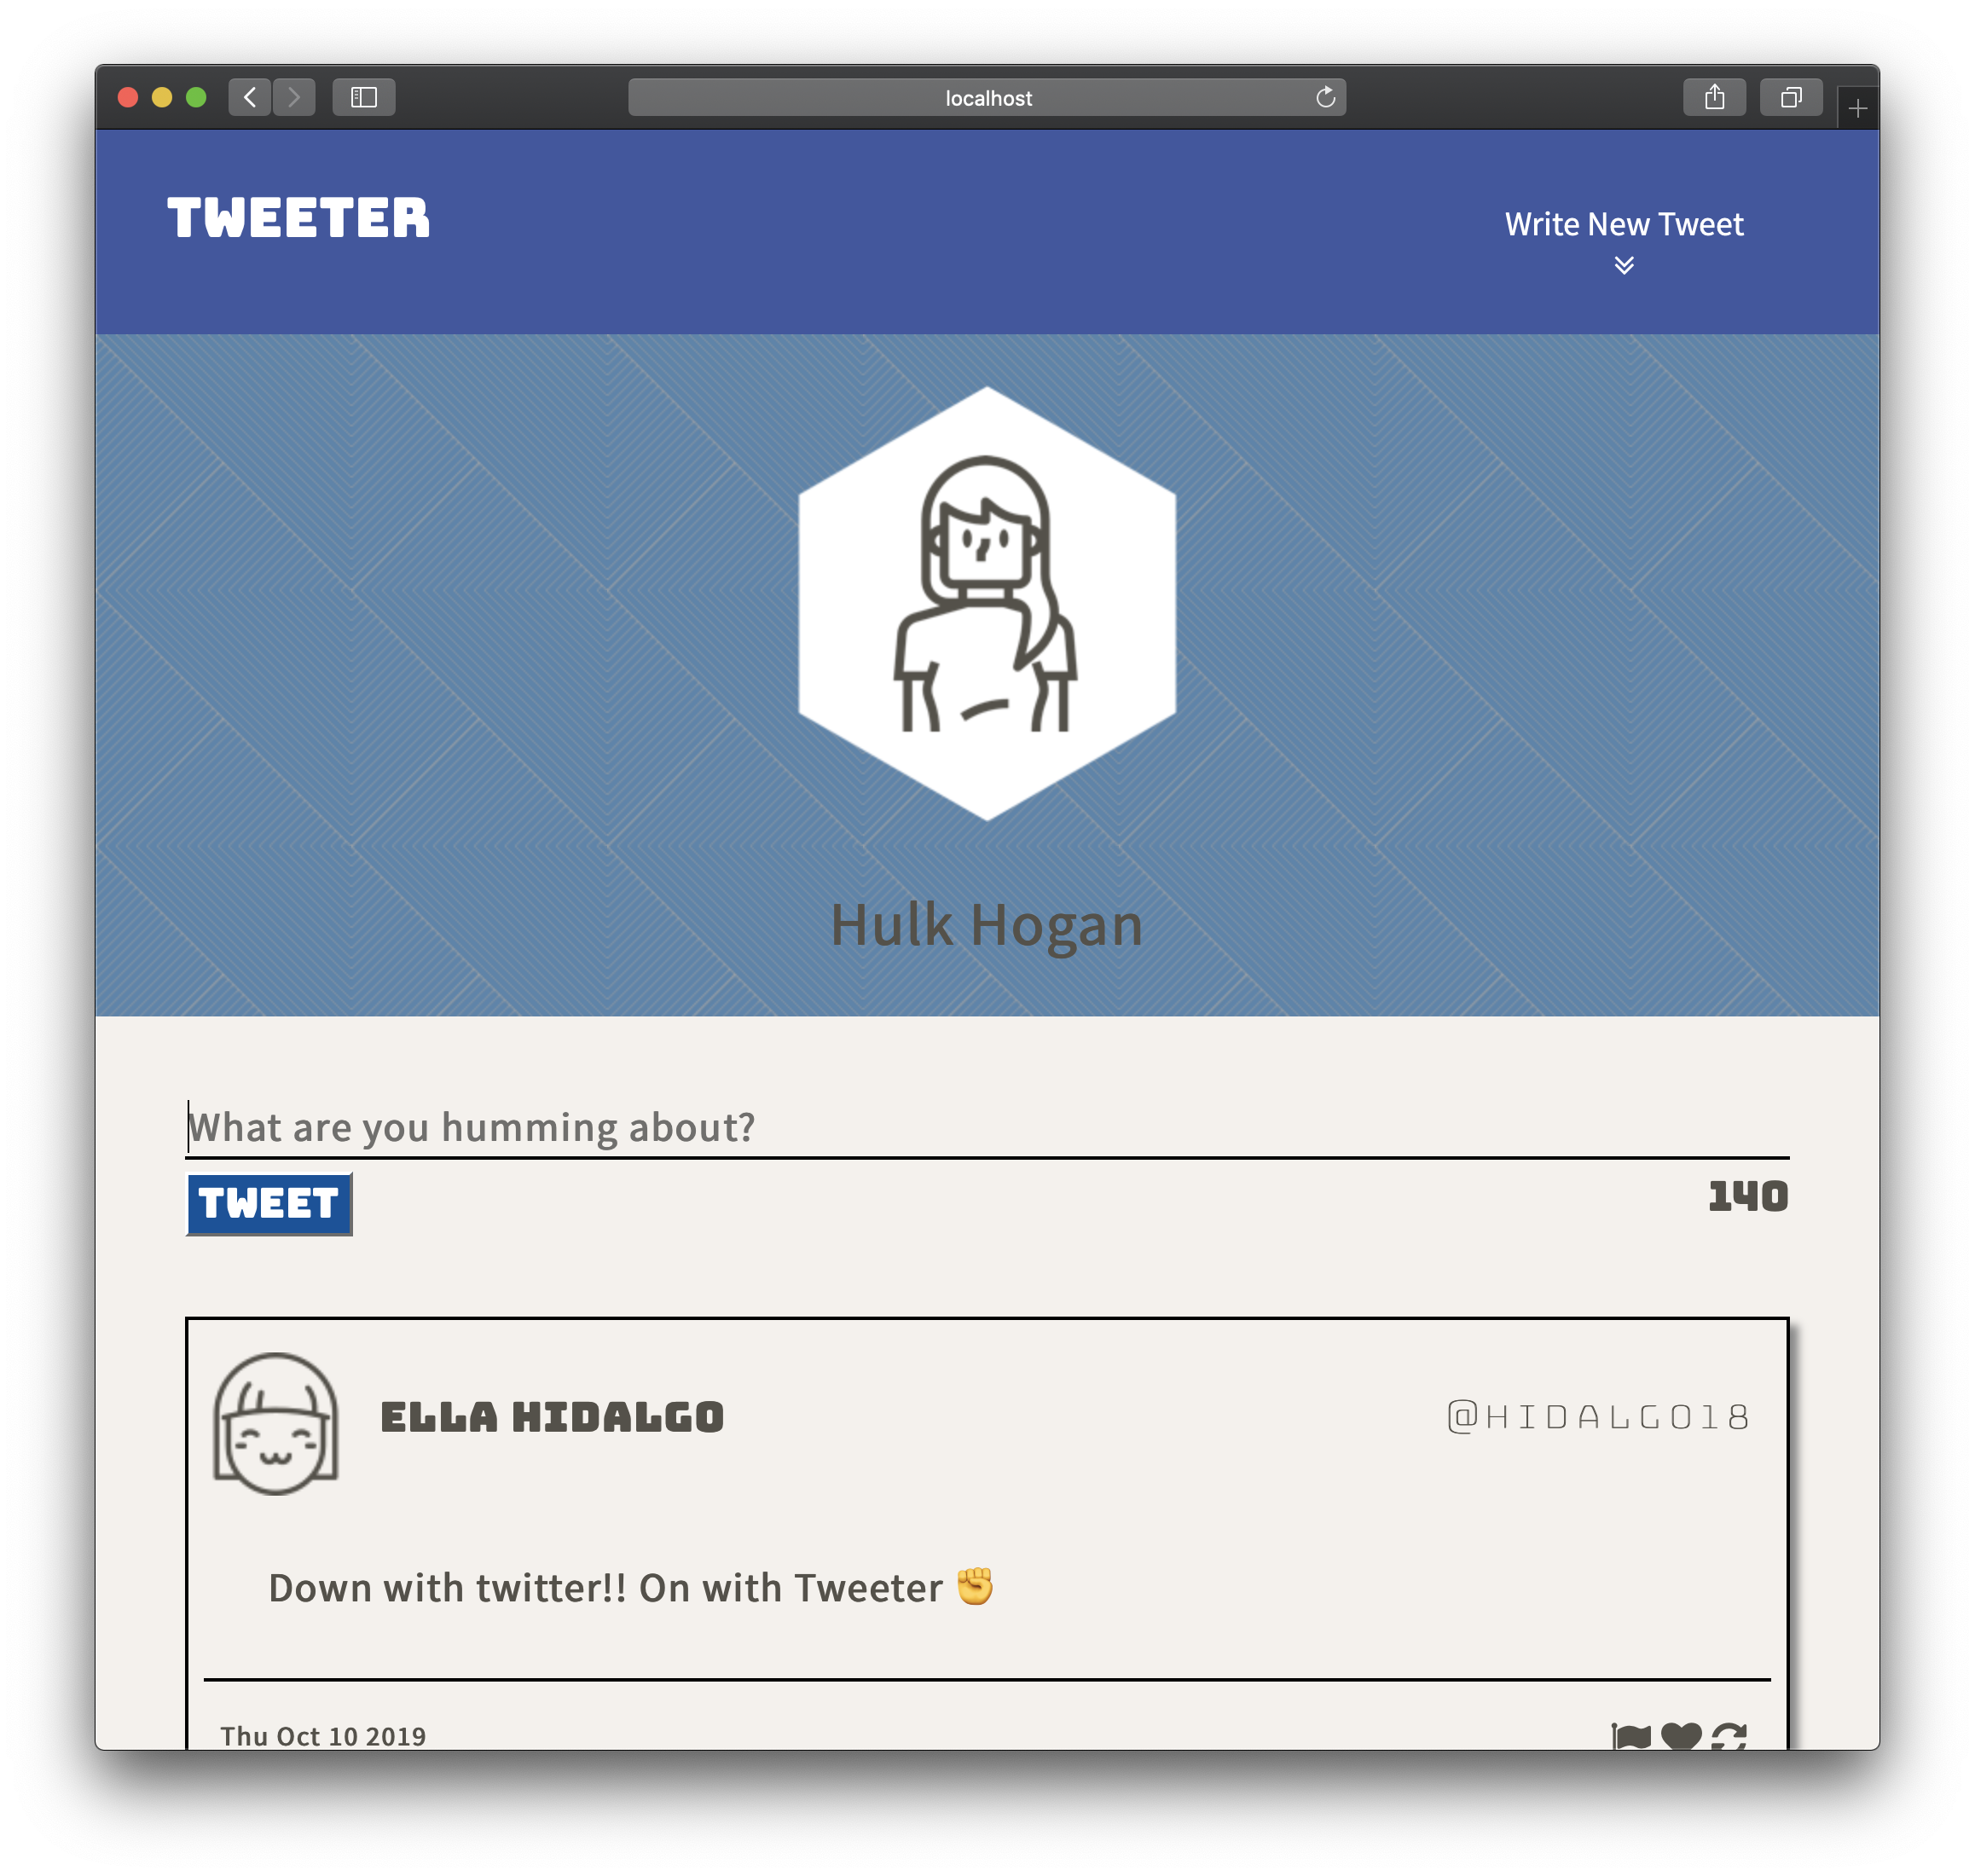 localhost
TWEETER
Write New Tweet
Hulk Hogan
What are you humming about?
TWEET
140
ELLA HIDALGO
@HIDALGO18
Down with twitter!! On with Tweeter ✊
Thu Oct 10 2019